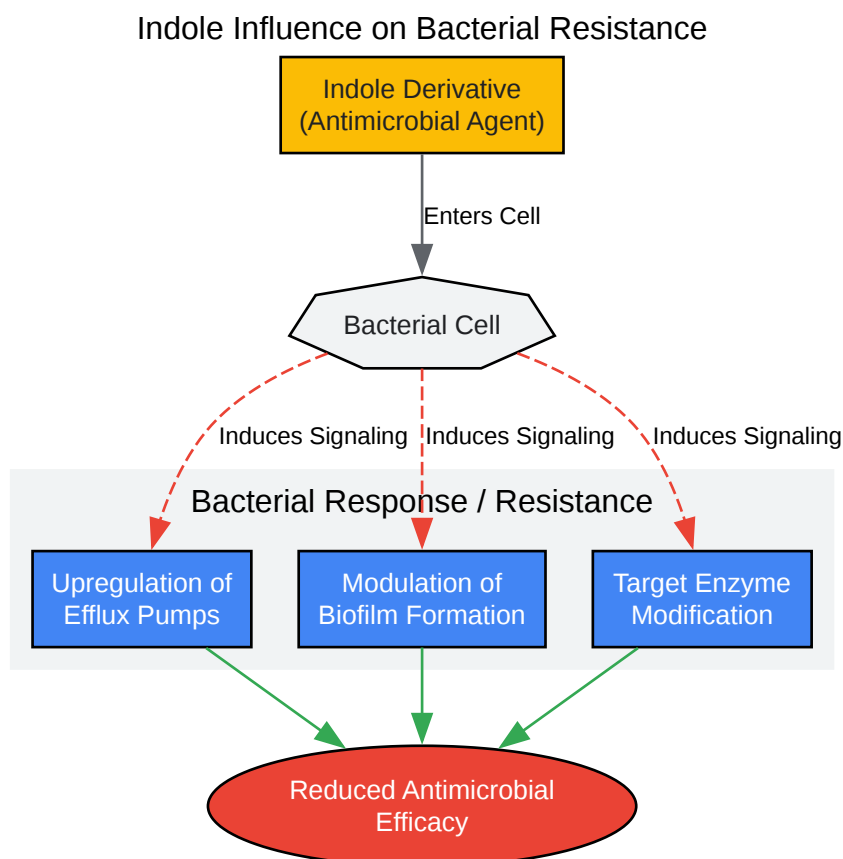 Indole Influence on Bacterial Resistance
Indole Derivative
(Antimicrobial Agent)
Enters Cell
Bacterial Cell
Induces Signaling
Induces Signaling
Induces Signaling
Bacterial Response / Resistance
Upregulation of
Efflux Pumps
Modulation of
Biofilm Formation
Target Enzyme
Modification
Reduced Antimicrobial
Efficacy